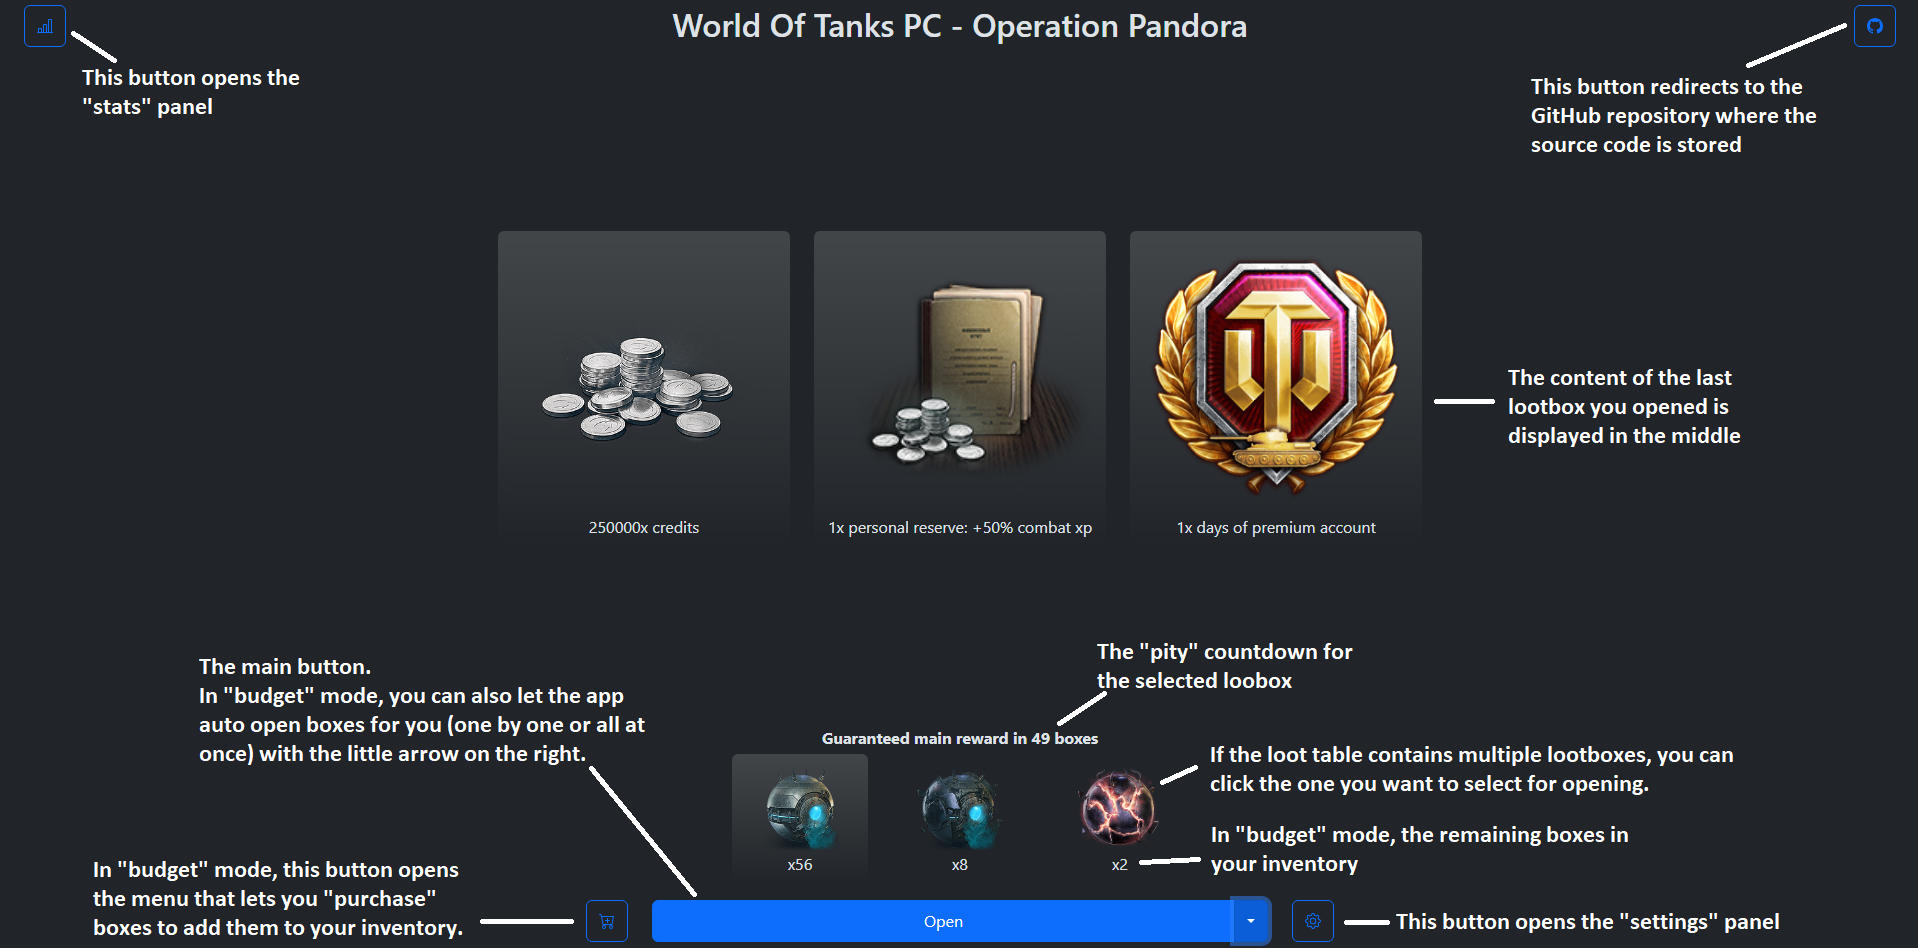 World Of Tanks PC - Operation Pandora
This button opens the
"stats" panel
This button redirects to the
GitHub repository where the
source code is stored
The content of the last
lootbox you opened is
displayed in the middle
250000x credits
1x personal reserve: +50% combat xp
1x days of premium account
The "pity" countdown for
the selected loobox
The main button.
In "budget" mode, you can also let the app
auto open boxes for you (one by one or all at
once) with the little arrow on the right.
Guaranteed main reward in 49 boxes
If the loot table contains multiple lootboxes, you can
click the one you want to select for opening.
In "budget" mode, the remaining boxes in
your inventory
x56
x8
x2
In "budget" mode, this button opens
the menu that lets you "purchase"
boxes to add them to your inventory.
Open
This button opens the "settings" panel